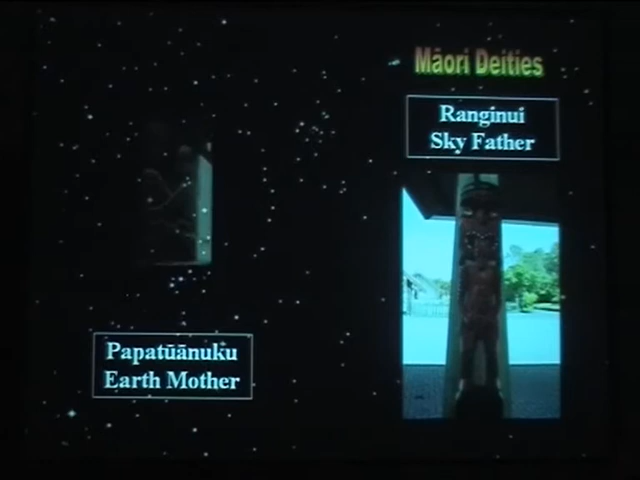 Māori Deities
Ranginui
Sky Father
Papatūānuku
Earth Mother